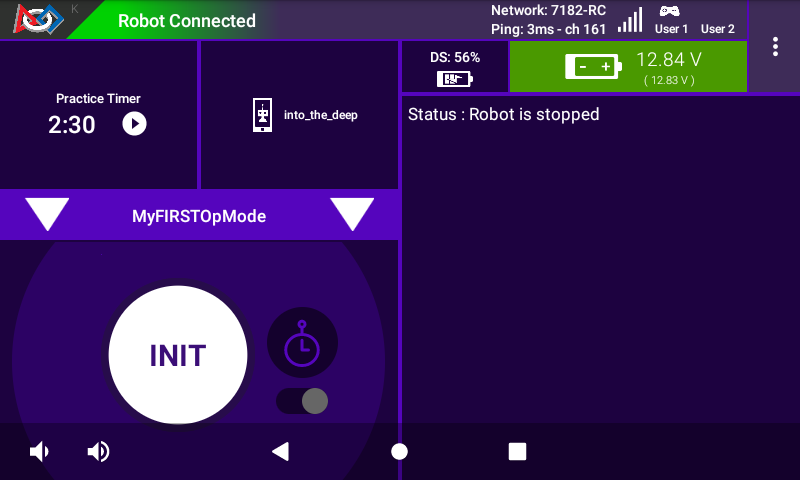 K
Robot Connected
Network: 7182-RC
Ping: 3ms - ch 161
User 1
User 2
DS: 56%
12.84 V
( 12.83 V )
Practice Timer
2:30
into_the_deep
Status : Robot is stopped
MyFIRSTOpMode
INIT